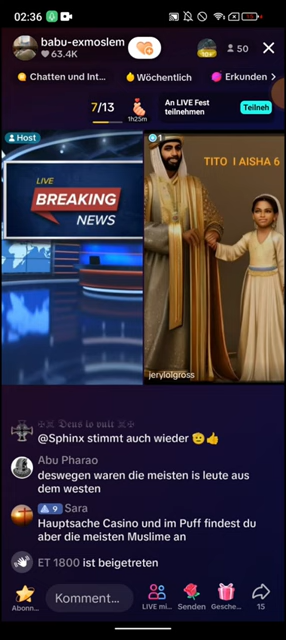 02:36
babu-exmoslem
63.4K
50
Chatten und Int...
Wöchentlich
Erkunden
7/13
1h25m
An LIVE Fest
teilnehmen
Teilneh
Host
LIVE
BREAKING
NEWS
1
TITO I AISHA 6
jerylolgross
𝔇𝔢𝔲𝔰 𝔩𝔬 𝔳𝔲𝔩𝔱
@Sphinx stimmt auch wieder 🫡👍
Abu Pharao
deswegen waren die meisten is leute aus
dem westen
9 Sara
Hauptsache Casino und im Puff findest du
aber die meisten Muslime an
ET 1800 ist beigetreten
Abonn...
Komment...
LIVE mi...
Senden
Gesche...
15